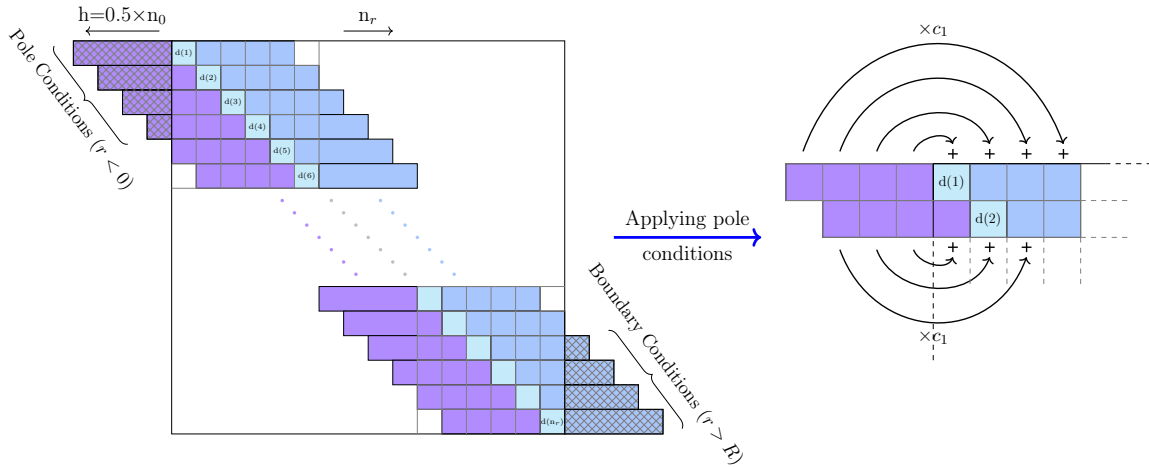 h=0.5×n₀
nᵣ
Pole Conditions (r < 0)
d(1)
d(2)
d(3)
d(4)
d(5)
d(6)
d(nᵣ)
Boundary Conditions (r > R)
Applying pole
conditions
×c₁
+ + + +
d(1)
d(2)
+ + +
×c₁